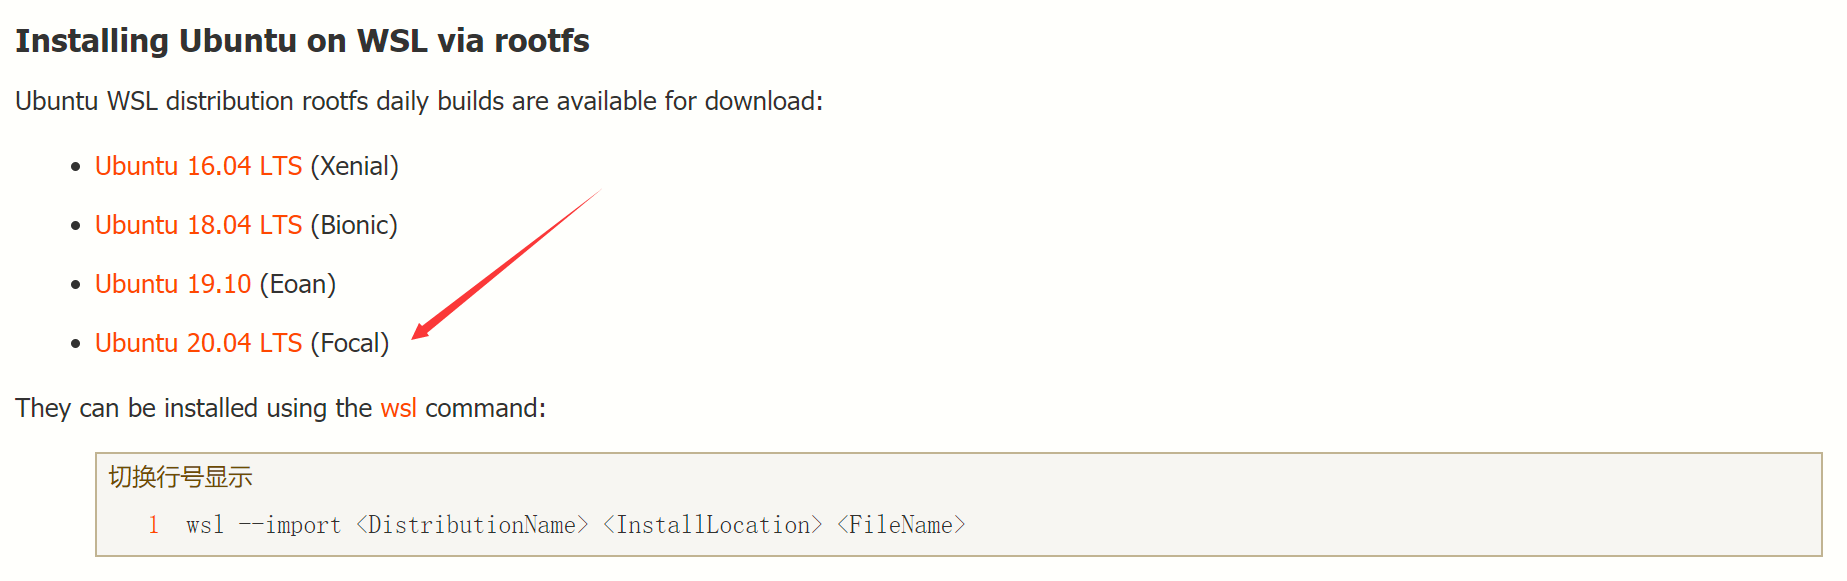 Installing Ubuntu on WSL via rootfs
Ubuntu WSL distribution rootfs daily builds are available for download:
• Ubuntu 16.04 LTS (Xenial)
• Ubuntu 18.04 LTS (Bionic)
• Ubuntu 19.10 (Eoan)
• Ubuntu 20.04 LTS (Focal)
They can be installed using the wsl command:
切换行号显示
1 wsl --import <DistributionName> <InstallLocation> <FileName>